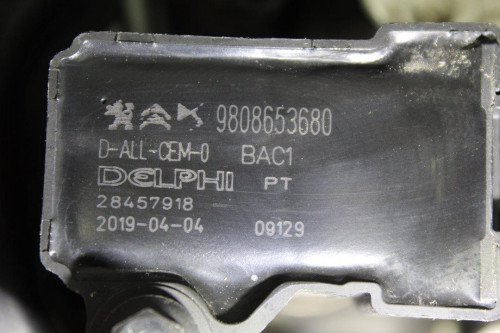 9808653680
D-ALL-CEM-0 BAC1
DELPHI PT
28457918
2019-04-04 09129